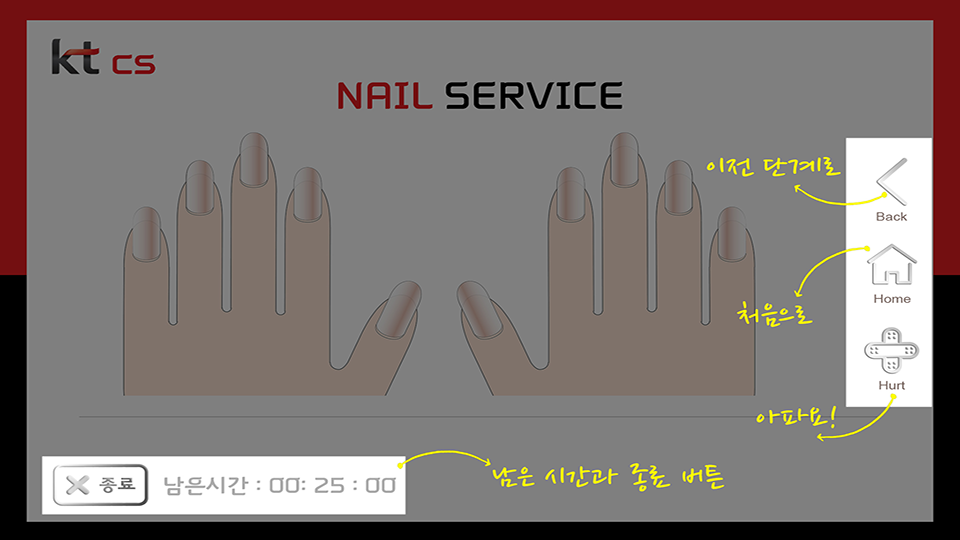 kt cs
NAIL SERVICE
이전 단계로
Back
처음으로
Home
아파요!
Hurt
종료
남은시간 : 00: 25 : 00
남은 시간과 종료 버튼